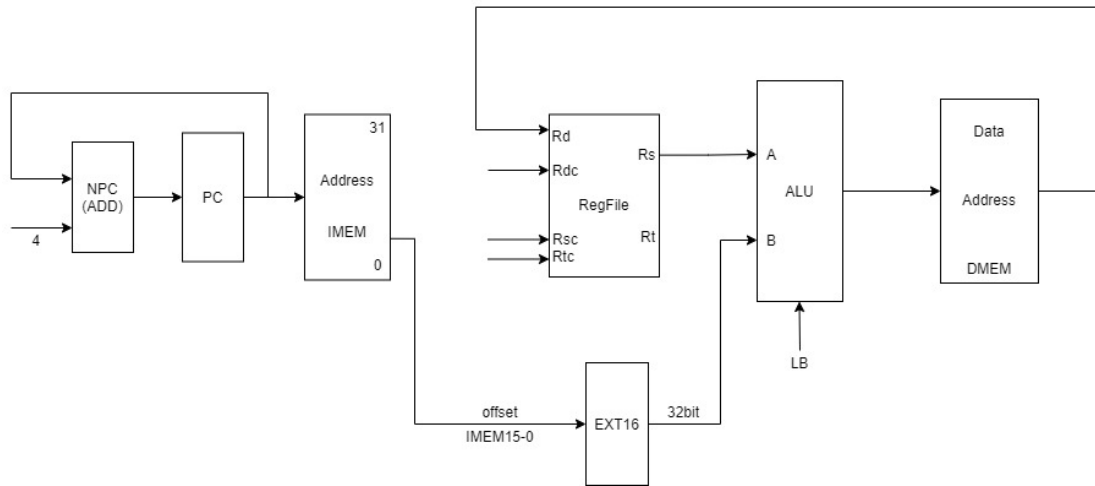 NPC
(ADD)
4
PC
31
Address
IMEM
0
Rd
Rdc
Rsc
Rtc
Rs
RegFile
Rt
A
ALU
B
LB
Data
Address
DMEM
offset
IMEM15-0
EXT16
32bit